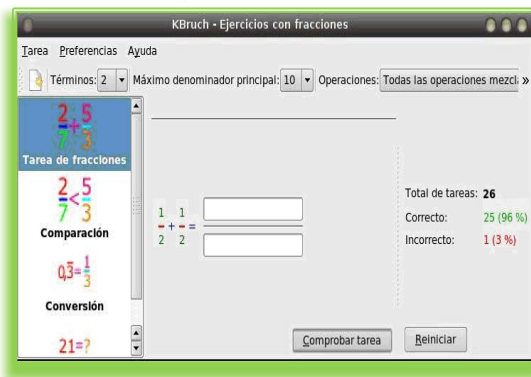 KBruch - Ejercicios con fracciones
Tarea Preferencias Ayuda
Términos: 2 Máximo denominador principal: 10 Operaciones: Todas las operaciones mezcl »
2/7 + 5/3
Tarea de fracciones
2/7 < 5/3
Comparación
0,3̅ = 1/3
Conversión
21=?
1/2 + 1/2 =
Total de tareas: 26
Correcto: 25 (96 %)
Incorrecto: 1 (3 %)
Comprobar tarea Reiniciar